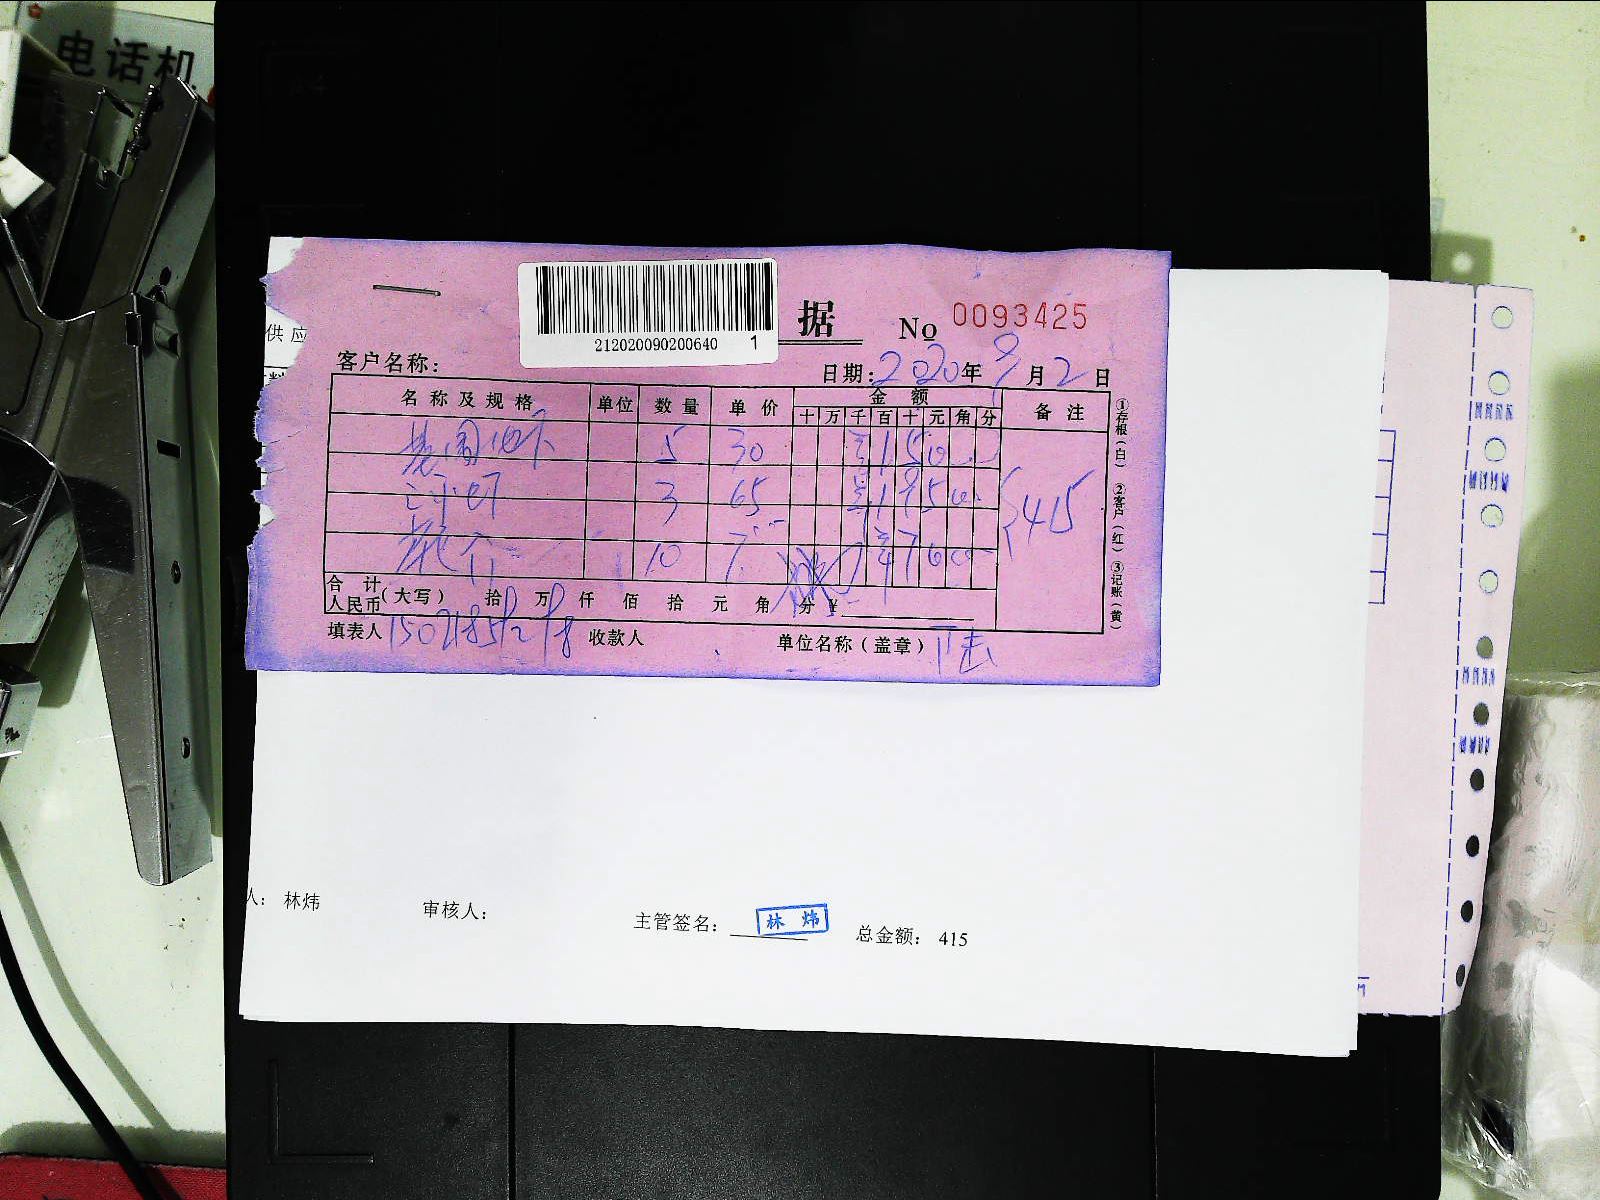 电话机
供应
212020090200640 1
据 No 0093425
客户名称：
日期：2020年9月2日
名称及规格 单位 数量 单价 金额 备注
十 万 千 百 十 元 角 分
5 30 150
3 65 195 415
10 7. 70
合计
人民币(大写) 拾 万 仟 佰 拾 元 角 分 ¥
填表人 收款人 单位名称(盖章)
①存根(白) ②客户(红) ③记账(黄)
人： 林炜 审核人： 主管签名： 林炜 总金额： 415